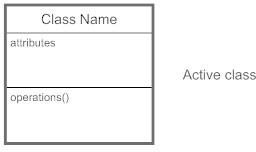 Class Name
attributes
Active class
operations()